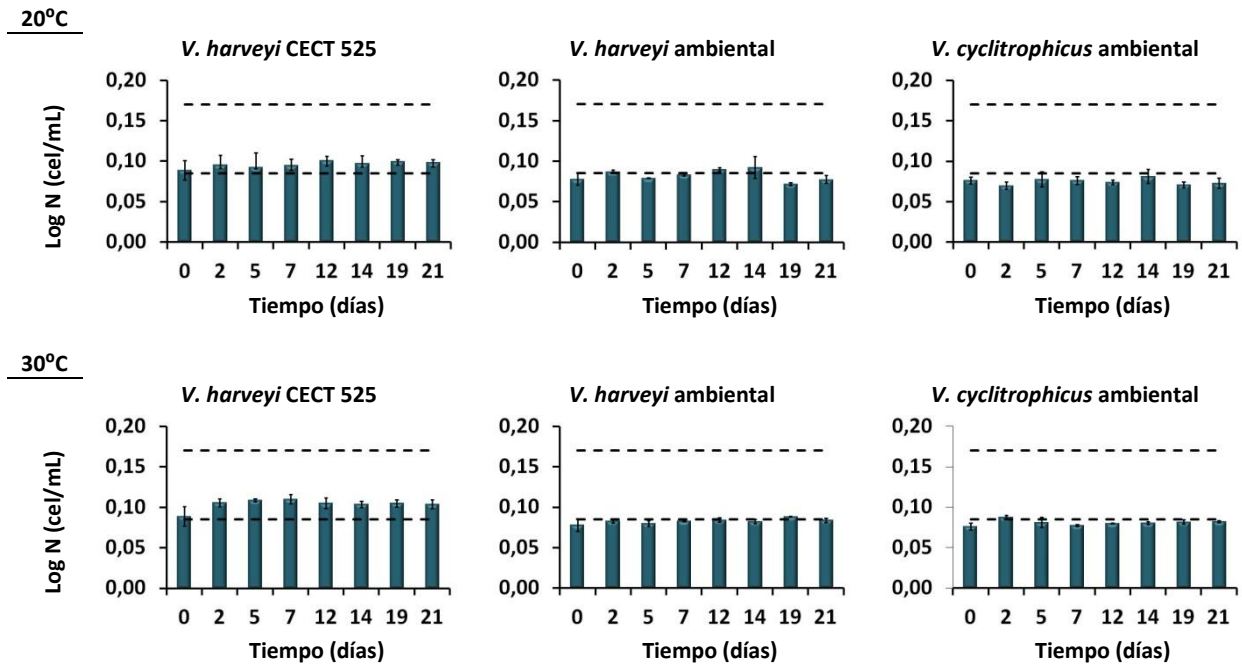 20ºC
V. harveyi CECT 525
V. harveyi ambiental
V. cyclitrophicus ambiental
Log N (cel/mL)
0,20
0,15
0,10
0,05
0,00
0 2 5 7 12 14 19 21
Tiempo (días)
0,20
0,15
0,10
0,05
0,00
0 2 5 7 12 14 19 21
Tiempo (días)
0,20
0,15
0,10
0,05
0,00
0 2 5 7 12 14 19 21
Tiempo (días)
30ºC
V. harveyi CECT 525
V. harveyi ambiental
V. cyclitrophicus ambiental
Log N (cel/mL)
0,20
0,15
0,10
0,05
0,00
0 2 5 7 12 14 19 21
Tiempo (días)
0,20
0,15
0,10
0,05
0,00
0 2 5 7 12 14 19 21
Tiempo (días)
0,20
0,15
0,10
0,05
0,00
0 2 5 7 12 14 19 21
Tiempo (días)